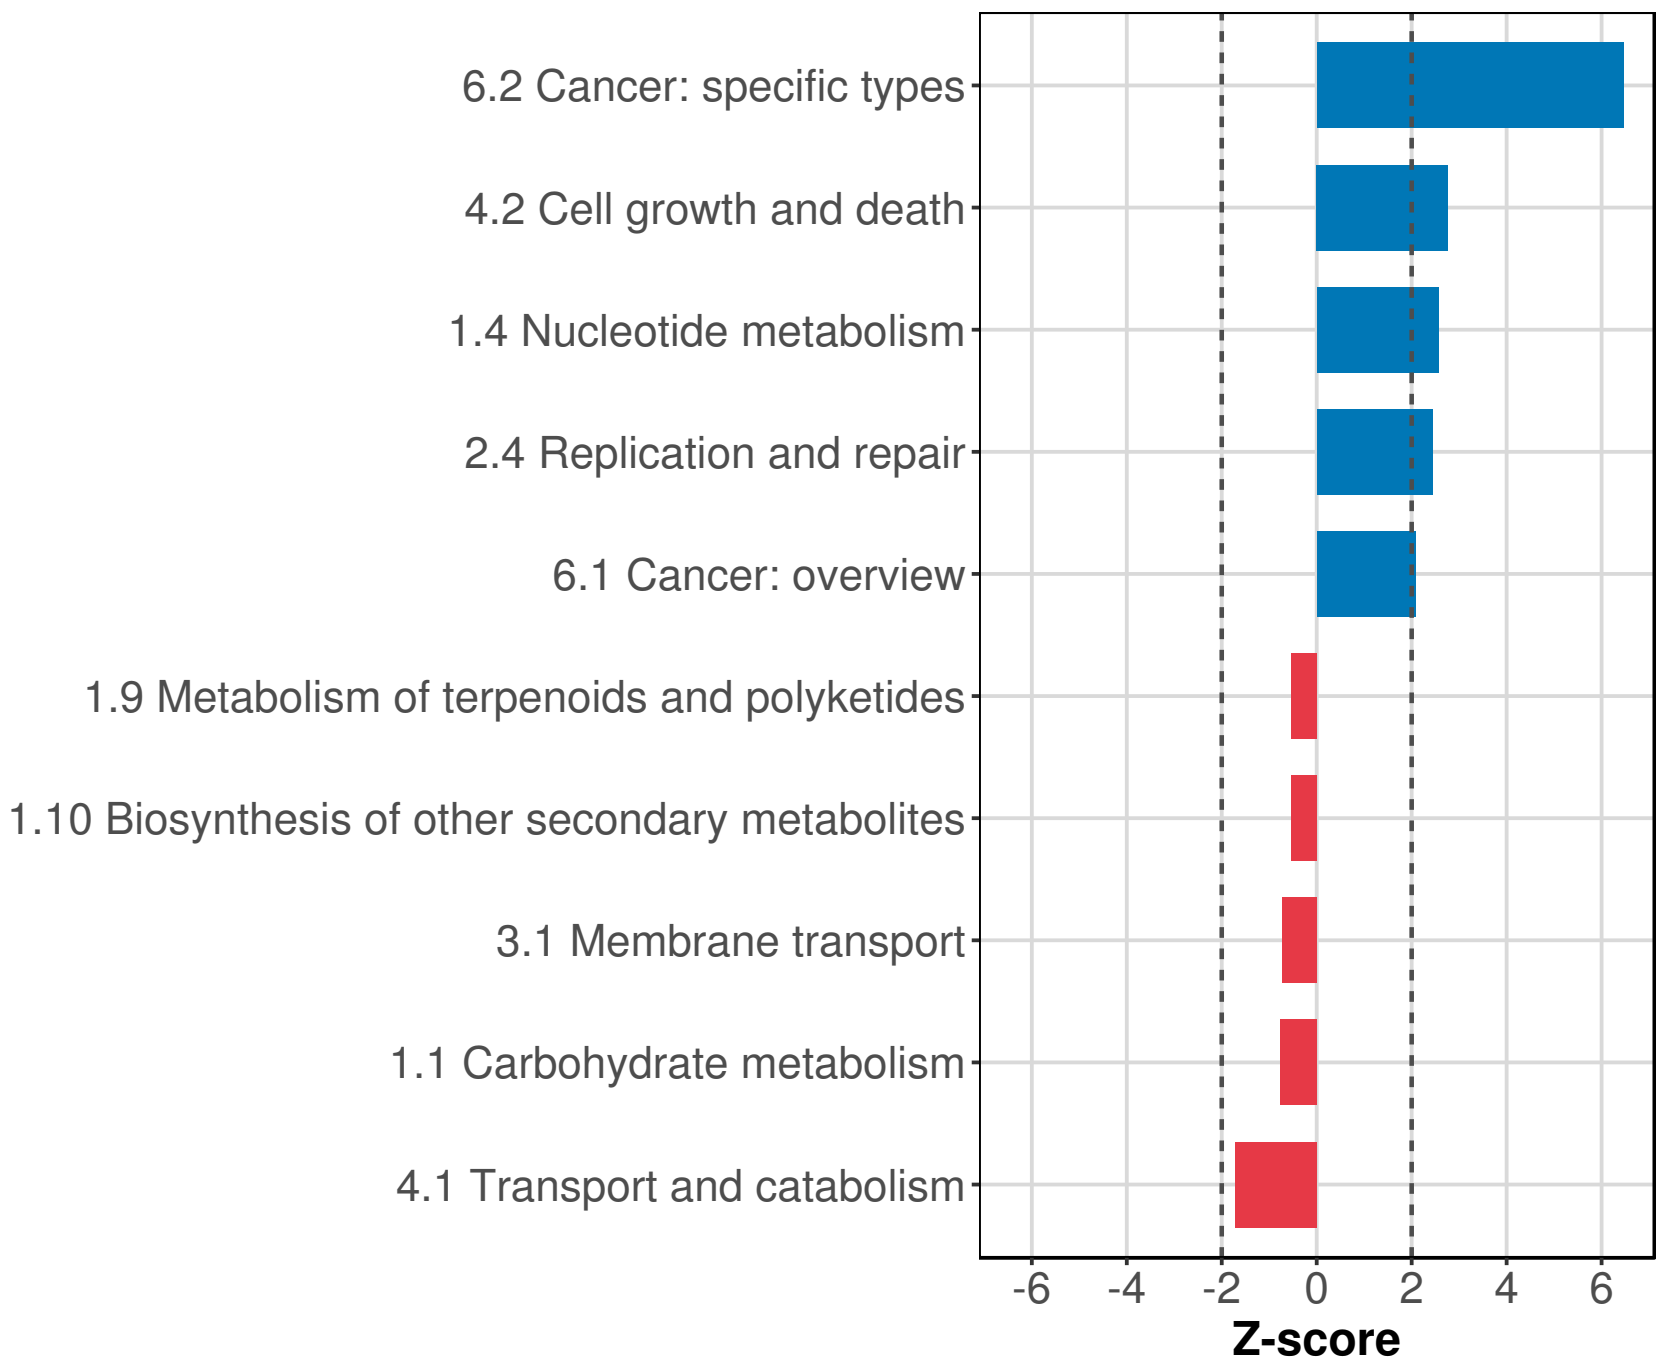 6.2 Cancer: specific types
4.2 Cell growth and death
1.4 Nucleotide metabolism
2.4 Replication and repair
6.1 Cancer: overview
1.9 Metabolism of terpenoids and polyketides
1.10 Biosynthesis of other secondary metabolites
3.1 Membrane transport
1.1 Carbohydrate metabolism
4.1 Transport and catabolism
-6 -4 -2 0 2 4 6
Z-score